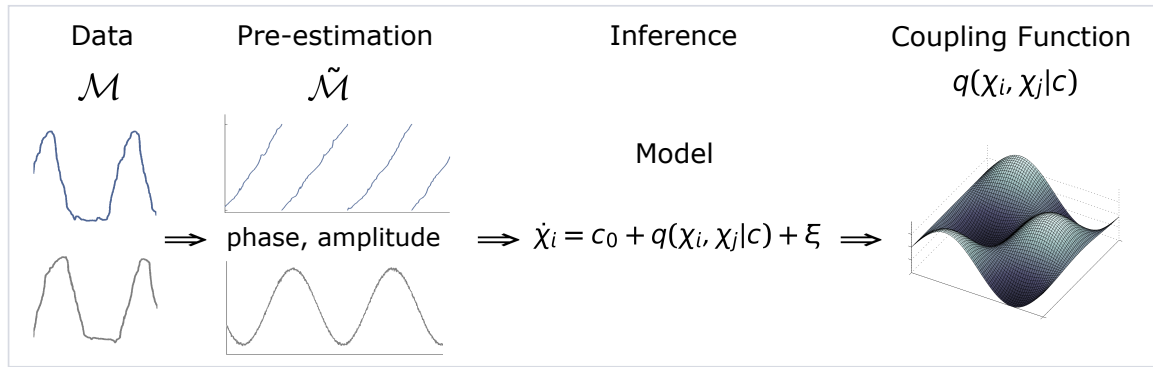 Data
Pre-estimation
Inference
Coupling Function
ℳ
ℳ̃
q(χᵢ, χⱼ|c)
Model
⇒ phase, amplitude ⇒ χ̇ᵢ = c₀ + q(χᵢ, χⱼ|c) + ξ ⇒